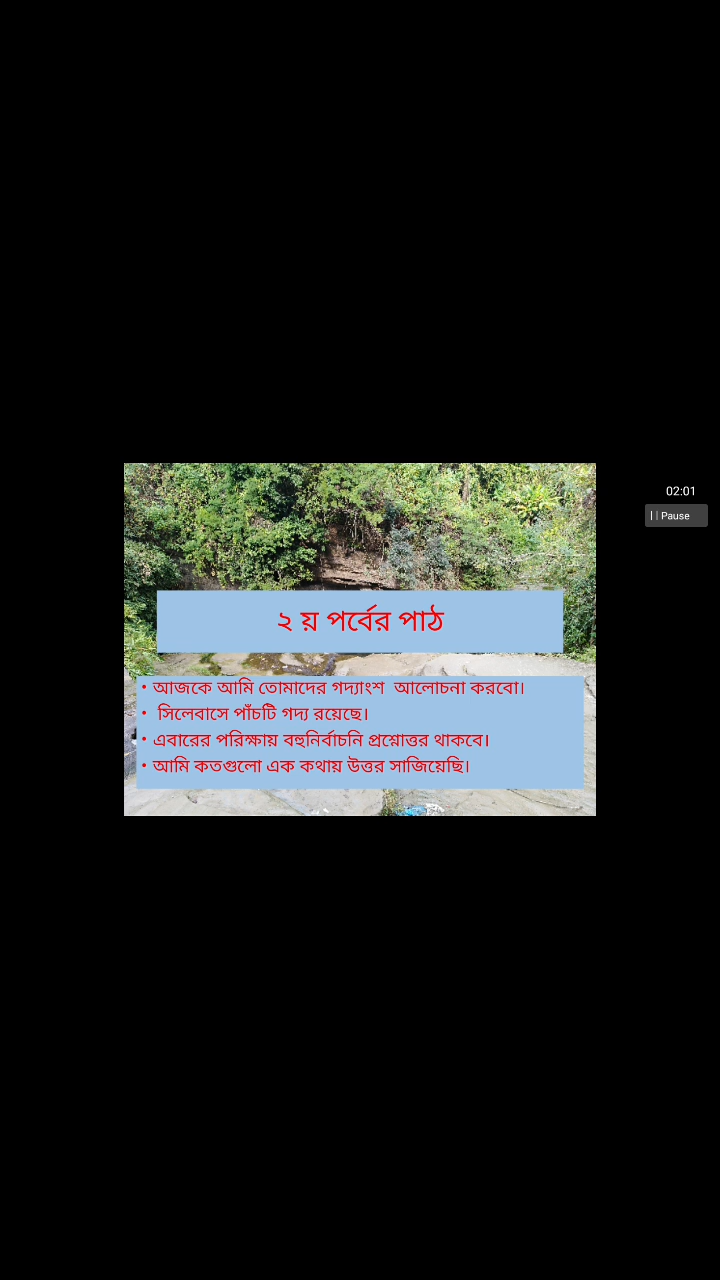 ২ য় পর্বের পাঠ
• আজকে আমি তোমাদের গদ্যাংশ আলোচনা করবো।
• সিলেবাসে পাঁচটি গদ্য রয়েছে।
• এবারের পরিক্ষায় বহুনির্বাচনি প্রশ্নোত্তর থাকবে।
• আমি কতগুলো এক কথায় উত্তর সাজিয়েছি।
02:01
|| Pause